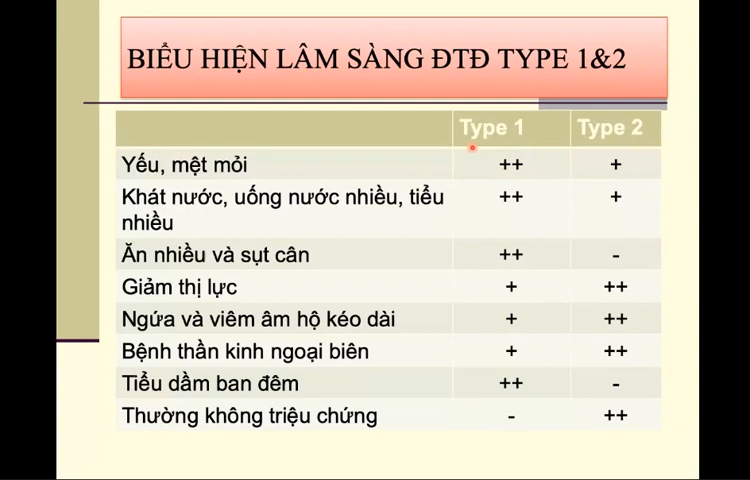 BIỂU HIỆN LÂM SÀNG ĐTĐ TYPE 1&2
Type 1 Type 2
Yếu, mệt mỏi ++ +
Khát nước, uống nước nhiều, tiểu ++ +
nhiều
Ăn nhiều và sụt cân ++ -
Giảm thị lực + ++
Ngứa và viêm âm hộ kéo dài + ++
Bệnh thần kinh ngoại biên + ++
Tiểu dầm ban đêm ++ -
Thường không triệu chứng - ++